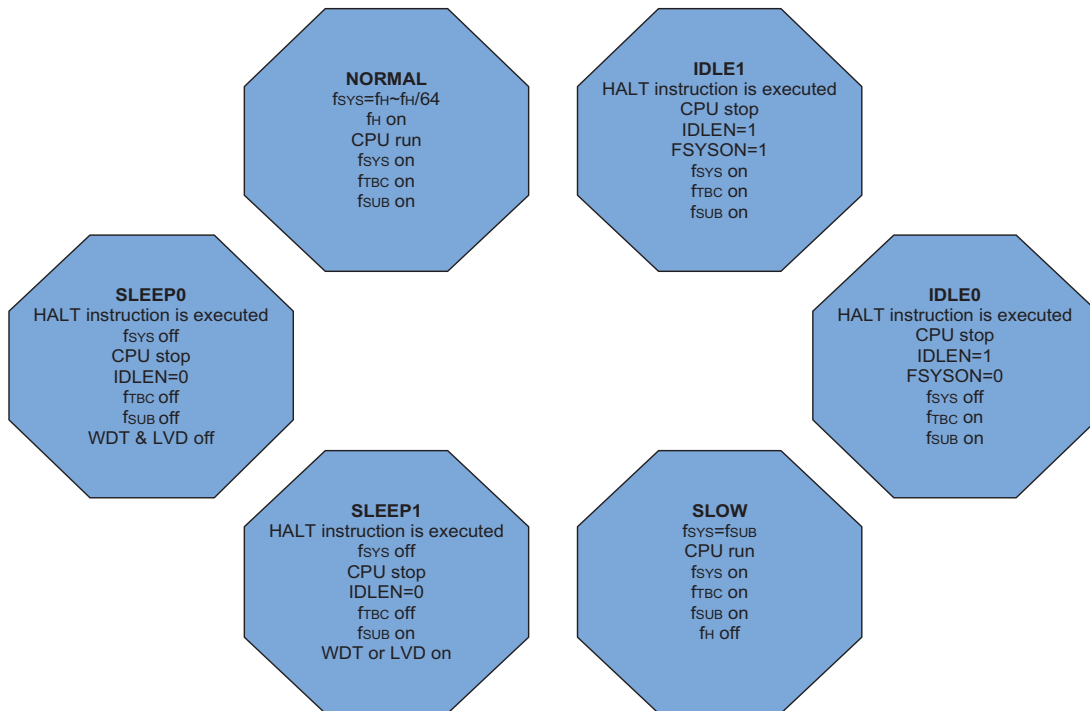 NORMAL
fSYS=fH~fH/64
fH on
CPU run
fSYS on
fTBC on
fSUB on
IDLE1
HALT instruction is executed
CPU stop
IDLEN=1
FSYSON=1
fSYS on
fTBC on
fSUB on
SLEEP0
HALT instruction is executed
fSYS off
CPU stop
IDLEN=0
fTBC off
fSUB off
WDT & LVD off
IDLE0
HALT instruction is executed
CPU stop
IDLEN=1
FSYSON=0
fSYS off
fTBC on
fSUB on
SLEEP1
HALT instruction is executed
fSYS off
CPU stop
IDLEN=0
fTBC off
fSUB on
WDT or LVD on
SLOW
fSYS=fSUB
CPU run
fSYS on
fTBC on
fSUB on
fH off